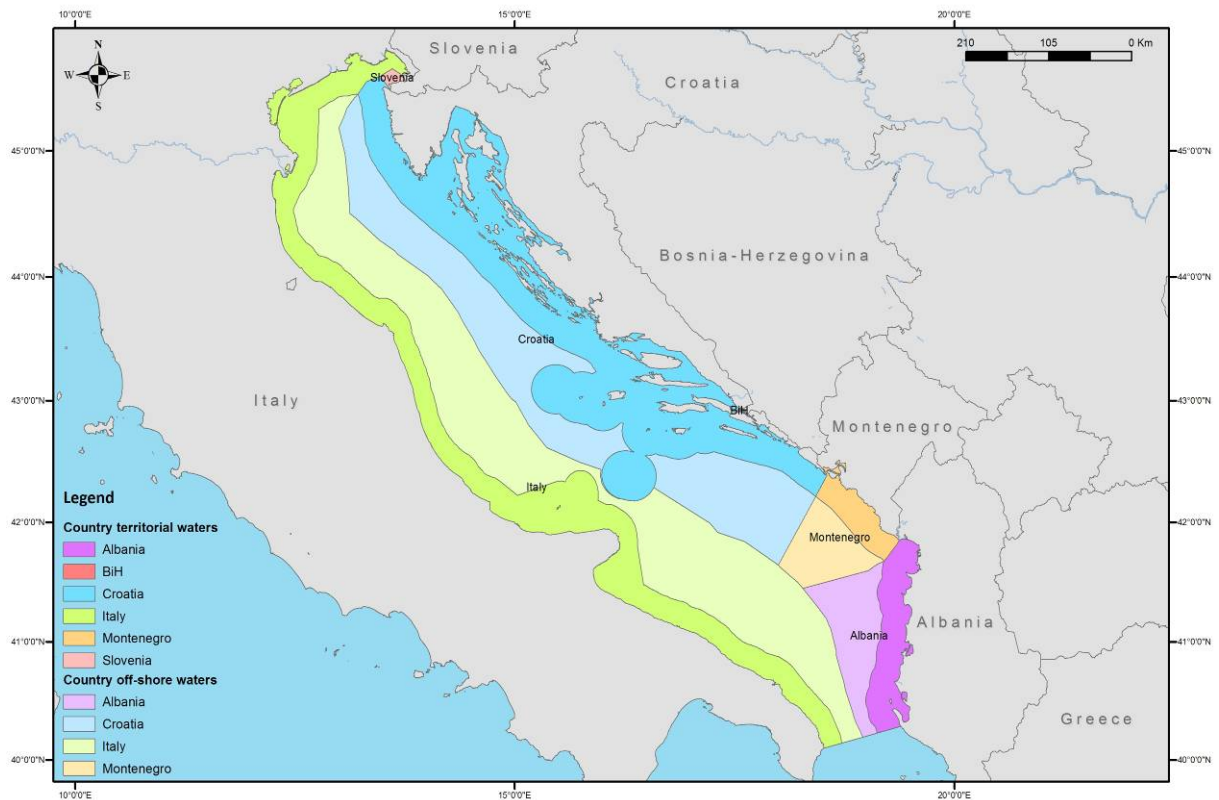 10°0'0"E 15°0'0"E 20°0'0"E
N
W E
S
210 105 0 Km
Slovenia
Slovenia
Croatia
45°0'0"N 45°0'0"N
Bosnia-Herzegovina
44°0'0"N 44°0'0"N
Croatia
Italy
43°0'0"N 43°0'0"N
BiH
Montenegro
Italy
42°0'0"N 42°0'0"N
Montenegro
Albania
Albania
41°0'0"N 41°0'0"N
Greece
40°0'0"N 40°0'0"N
Legend
Country territorial waters
Albania
BiH
Croatia
Italy
Montenegro
Slovenia
Country off-shore waters
Albania
Croatia
Italy
Montenegro
10°0'0"E 15°0'0"E 20°0'0"E